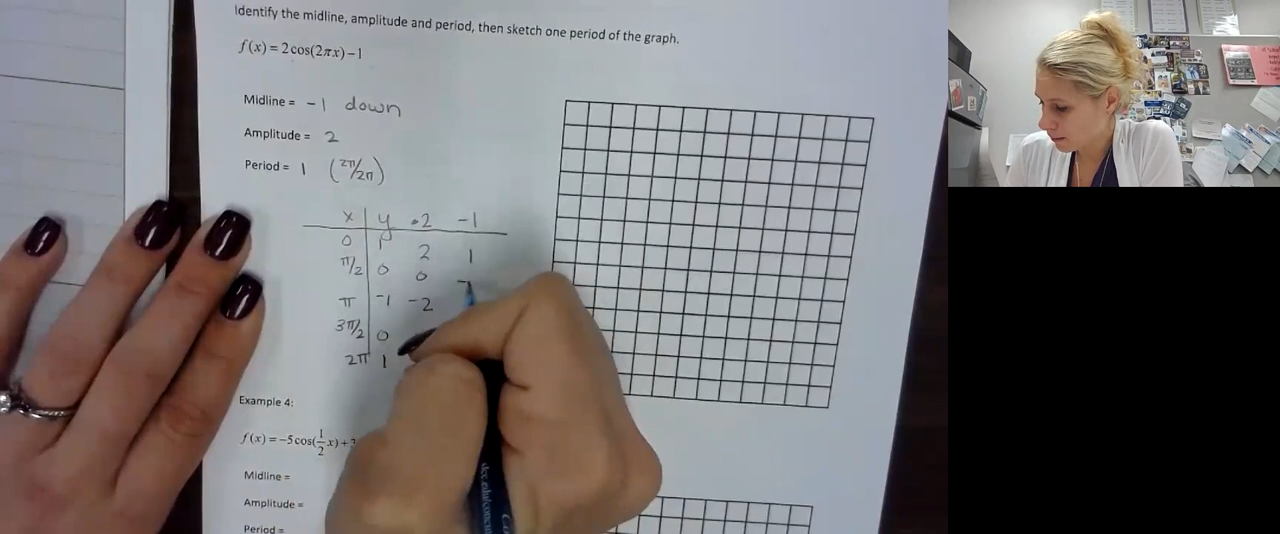 Identify the midline, amplitude and period, then sketch one period of the graph.
f(x) = 2cos(2πx) − 1
Midline = -1 down
Amplitude = 2
Period = 1 (2π/2π)
x y •2 -1
0 1 2 1
π/2 0 0 -
π -1 -2
3π/2 0
2π 1
Example 4:
f(x) = −5cos(1/2 x) +
Midline =
Amplitude =
Period =